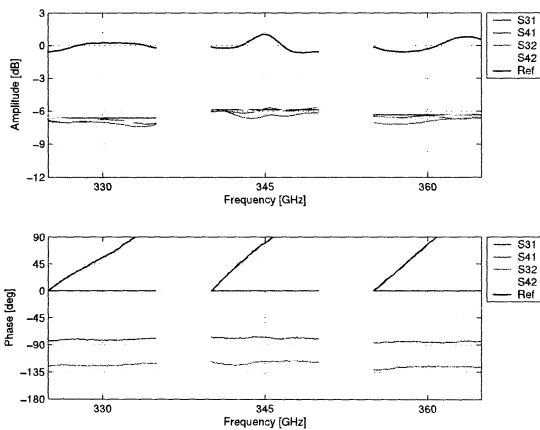 3
0
-3
-6
-9
-12
Amplitude [dB]
330
345
360
Frequency [GHz]
S31
S41
S32
S42
Ref
90
45
0
-45
-90
-135
-180
Phase [deg]
330
345
360
Frequency [GHz]
S31
S41
S32
S42
Ref